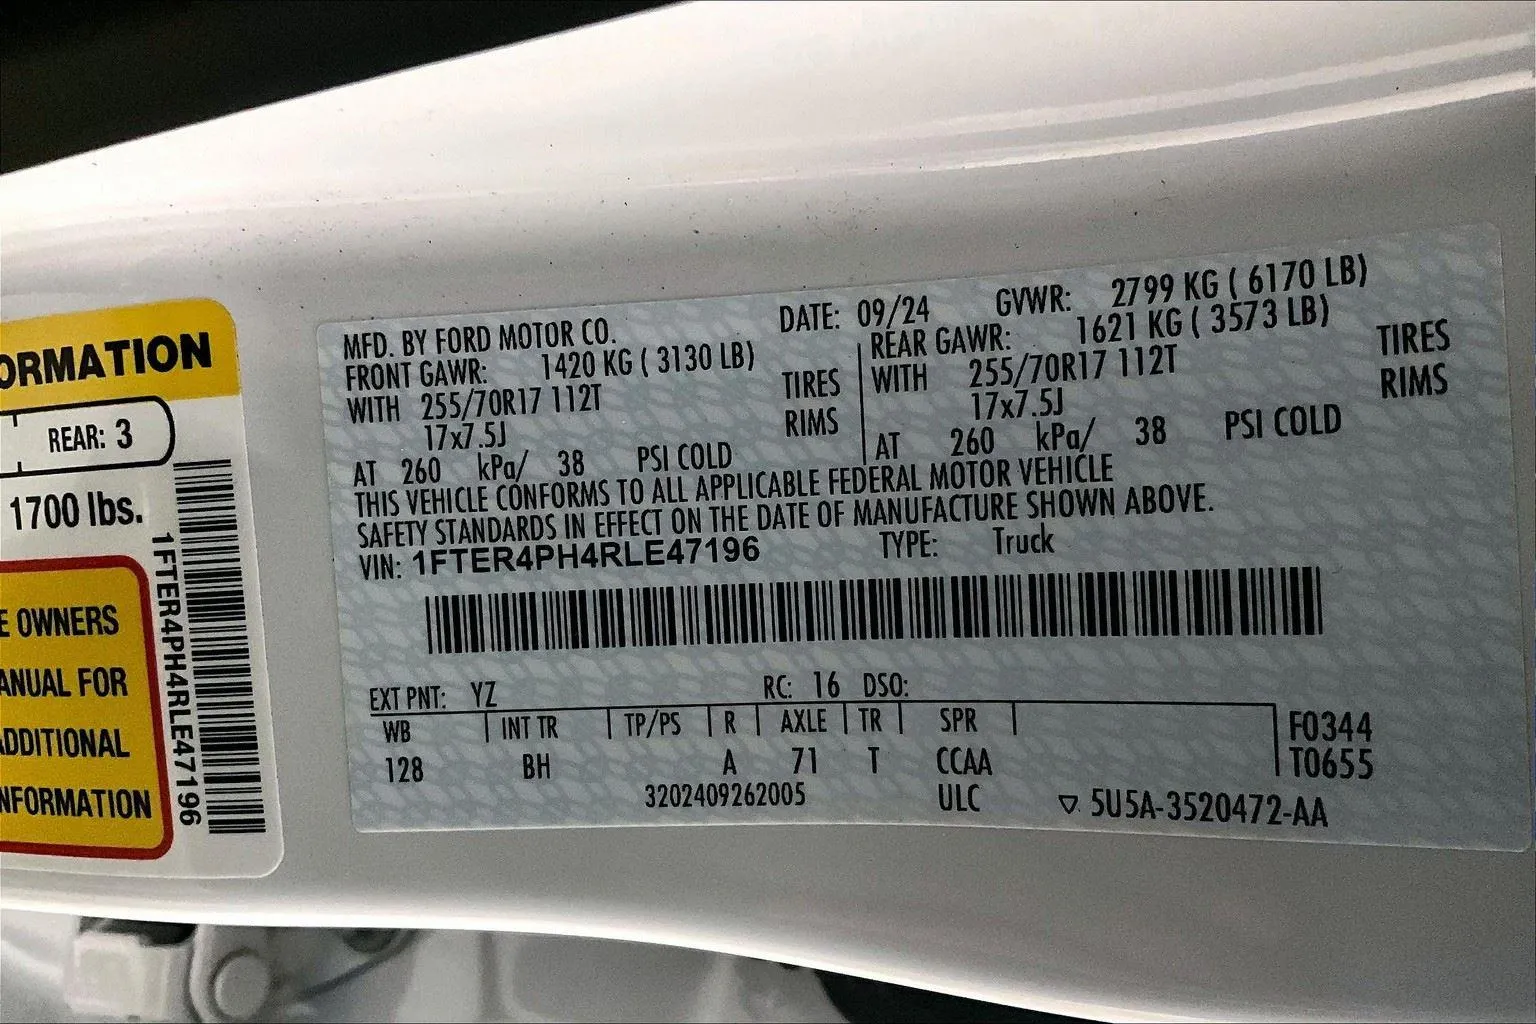 ORMATION
REAR: 3
1700 lbs.
E OWNERS
ANUAL FOR
ADDITIONAL
NFORMATION
1FTER4PH4RLE47196
MFD. BY FORD MOTOR CO. DATE: 09/24 GVWR: 2799 KG ( 6170 LB)
FRONT GAWR: 1420 KG ( 3130 LB) REAR GAWR: 1621 KG ( 3573 LB)
WITH 255/70R17 112T TIRES WITH 255/70R17 112T TIRES
17x7.5J RIMS 17x7.5J RIMS
AT 260 kPa/ 38 PSI COLD AT 260 kPa/ 38 PSI COLD
THIS VEHICLE CONFORMS TO ALL APPLICABLE FEDERAL MOTOR VEHICLE
SAFETY STANDARDS IN EFFECT ON THE DATE OF MANUFACTURE SHOWN ABOVE.
VIN: 1FTER4PH4RLE47196 TYPE: Truck
EXT PNT: YZ RC: 16 DSO:
WB INT TR TP/PS R AXLE TR SPR F0344
128 BH A 71 T CCAA T0655
3202409262005 ULC ▽ 5U5A-3520472-AA